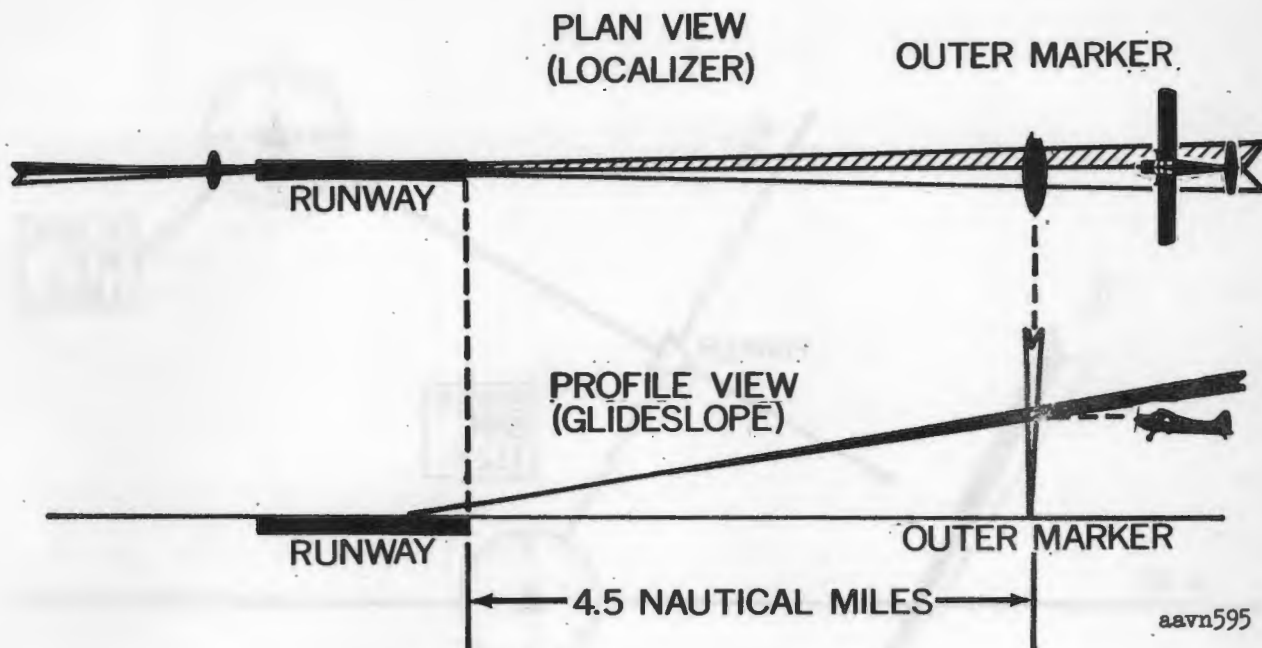 PLAN VIEW
(LOCALIZER)
OUTER MARKER
RUNWAY
PROFILE VIEW
(GLIDESLOPE)
RUNWAY
OUTER MARKER
4.5 NAUTICAL MILES
aavn595